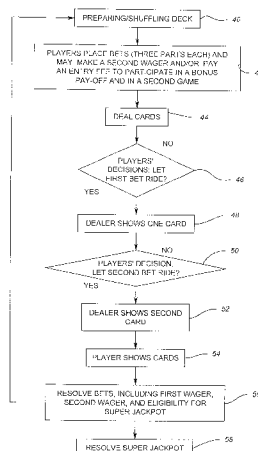 PREPARING/SHUFFLING DECK
40
PLAYERS PLACE BETS (THREE PARTS EACH) AND
MAY MAKE A SECOND WAGER AND/OR PAY
AN ENTRY FEE TO PARTICIPATE IN A BONUS
PAY-OFF AND IN A SECOND GAME
4
DEAL CARDS
44
NO
PLAYERS'
DECISIONS: LET
FIRST BET RIDE?
46
YES
DEALER SHOWS ONE CARD
48
NO
50
PLAYERS' DECISION,
LET SECOND BET RIDE?
YES
DEALER SHOWS SECOND
CARD
52
PLAYER SHOWS CARDS
54
RESOLVE BETS, INCLUDING FIRST WAGER,
SECOND WAGER, AND ELIGIBILITY FOR
SUPER JACKPOT
RESOLVE SUPER JACKPOT
58